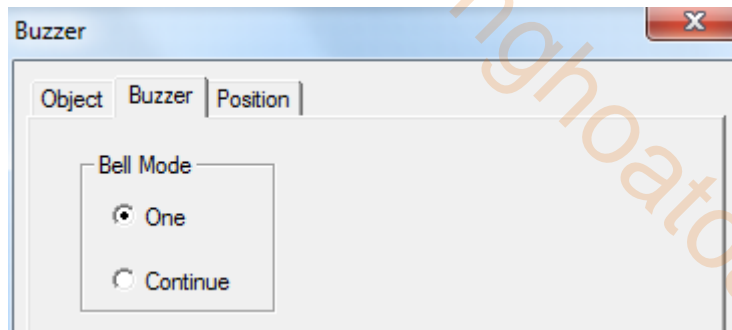 Buzzer
Object Buzzer Position
Bell Mode
One
Continue